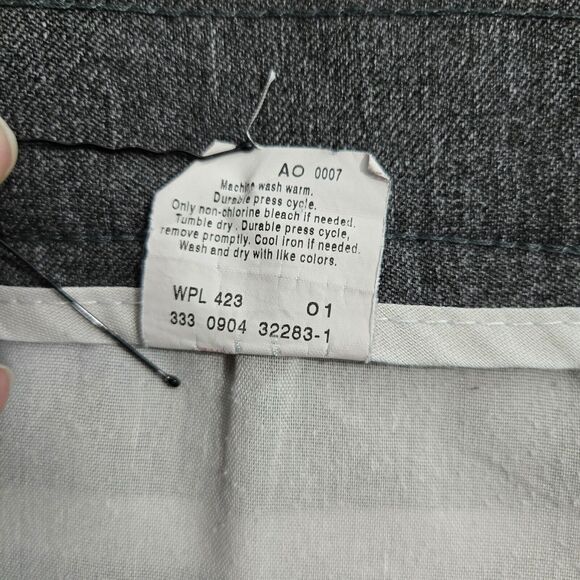 AO 0007
Machine wash warm.
Durable press cycle.
Only non-chlorine bleach if needed.
Tumble dry. Durable press cycle,
remove promptly. Cool iron if needed.
Wash and dry with like colors.
WPL 423 01
333 0904 32283-1